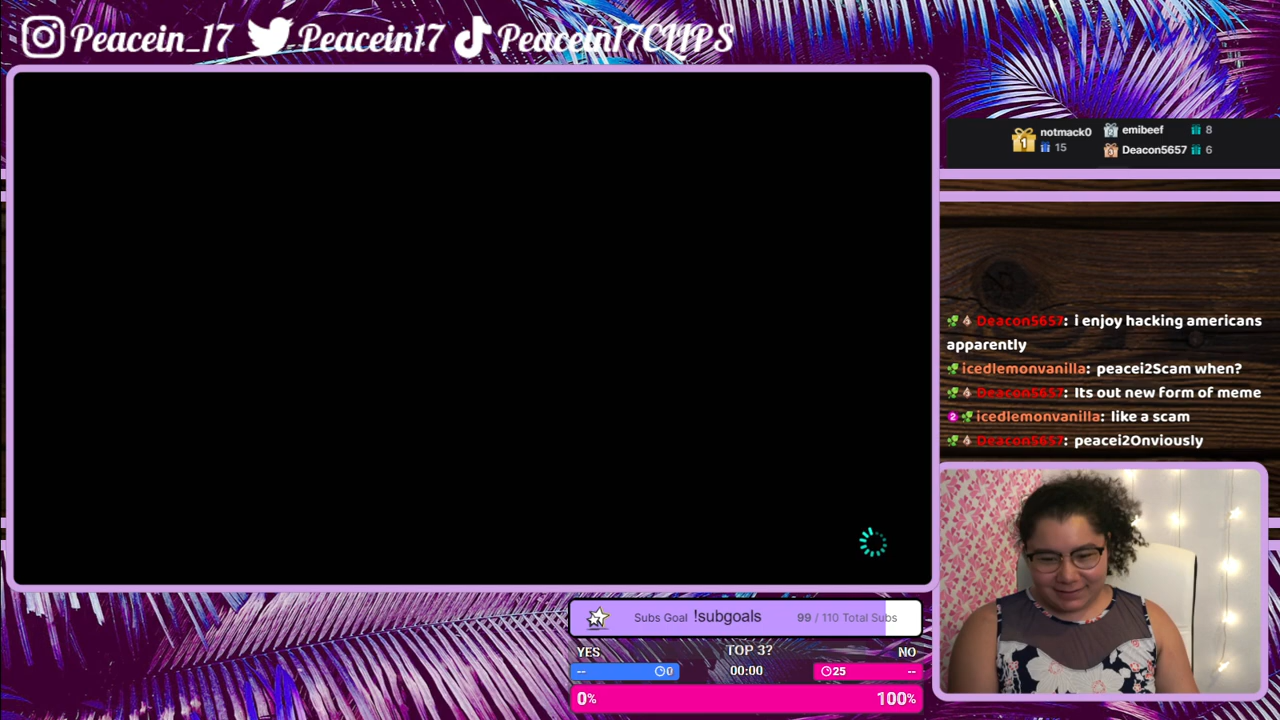 Peacein_17 Peacein17 Peacein17ClIPS
notmack0
15
emibeef 8
Deacon5657 6
Deacon5657: i enjoy hacking americans
apparently
icedlemonvanilla: peacei2Scam when?
Deacon5657: Its out new form of meme
2 icedlemonvanilla: like a scam
Deacon5657: peacei2Onviously
Subs Goal !subgoals 99 / 110 Total Subs
YES TOP 3? NO
-- 0 00:00 25 --
0% 100%